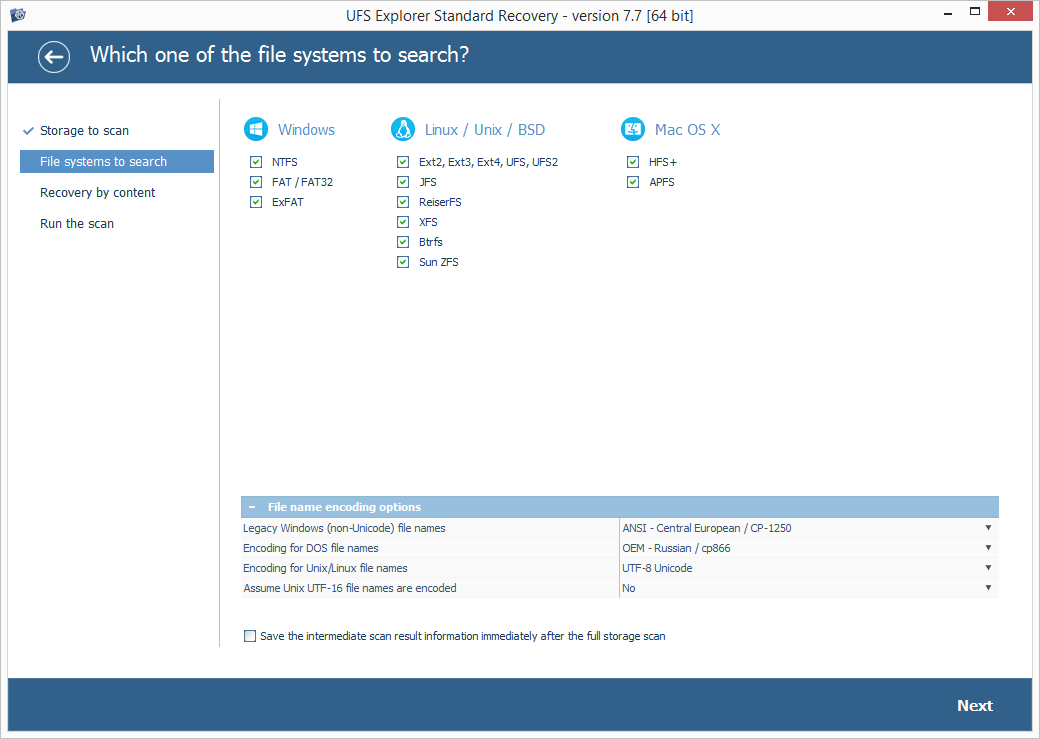 UFS Explorer Standard Recovery - version 7.7 [64 bit]
Which one of the file systems to search?
Storage to scan
File systems to search
Recovery by content
Run the scan
Windows
NTFS
FAT / FAT32
ExFAT
Linux / Unix / BSD
Ext2, Ext3, Ext4, UFS, UFS2
JFS
ReiserFS
XFS
Btrfs
Sun ZFS
Mac OS X
HFS+
APFS
File name encoding options
Legacy Windows (non-Unicode) file names ANSI - Central European / CP-1250
Encoding for DOS file names OEM - Russian / cp866
Encoding for Unix/Linux file names UTF-8 Unicode
Assume Unix UTF-16 file names are encoded No
Save the intermediate scan result information immediately after the full storage scan
Next